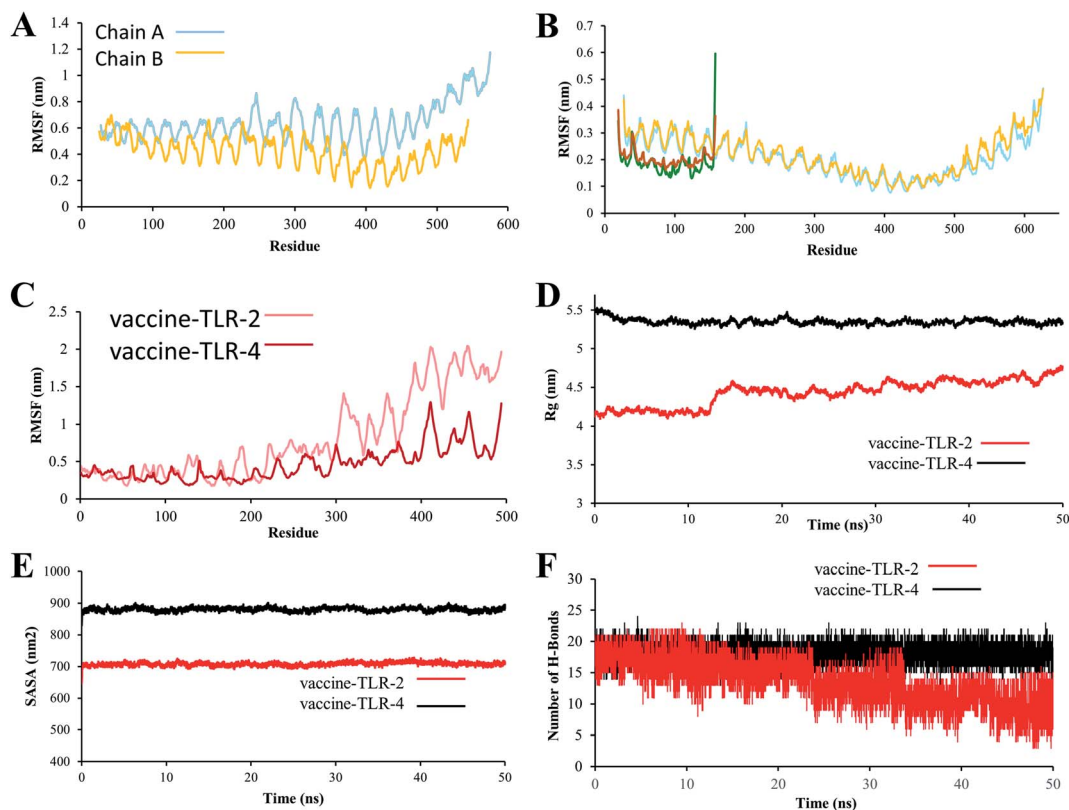 A
RMSF (nm)
1.4
1.2
1
0.8
0.6
0.4
0.2
0
Chain A
Chain B
0 100 200 300 400 500 600
Residue
B
RMSF (nm)
0.7
0.6
0.5
0.4
0.3
0.2
0.1
0
100 200 300 400 500 600
Residue
C
RMSF (nm)
2.5
2
1.5
1
0.5
0
vaccine-TLR-2
vaccine-TLR-4
0 100 200 300 400 500
Residue
D
Rg (nm)
5.5
5
4.5
4
3.5
3
vaccine-TLR-2
vaccine-TLR-4
0 10 20 30 40 50
Time (ns)
E
SASA (nm2)
1000
900
800
700
600
500
400
vaccine-TLR-2
vaccine-TLR-4
0 10 20 30 40 50
Time (ns)
F
Number of H-Bonds
30
25
20
15
10
5
0
vaccine-TLR-2
vaccine-TLR-4
0 10 20 30 40 50
Time (ns)